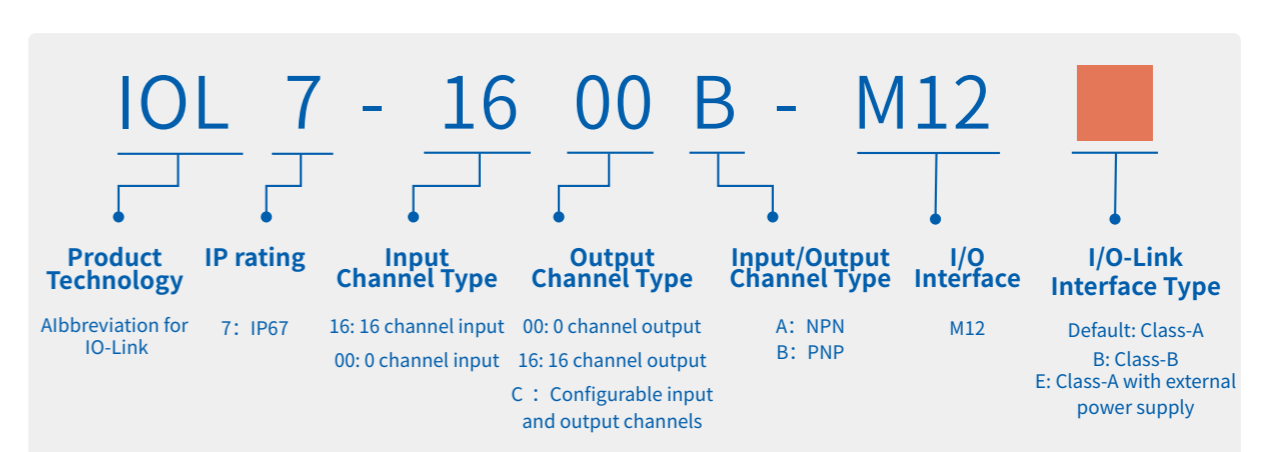 IOL 7 - 16 00 B - M12
Product
Technology
AIbbreviation for
IO-Link
IP rating
7：IP67
Input
Channel Type
16: 16 channel input
00: 0 channel input
Output
Channel Type
00: 0 channel output
16: 16 channel output
C ：Configurable input
and output channels
Input/Output
Channel Type
A：NPN
B：PNP
I/O
Interface
M12
I/O-Link
Interface Type
Default: Class-A
B: Class-B
E: Class-A with external
power supply